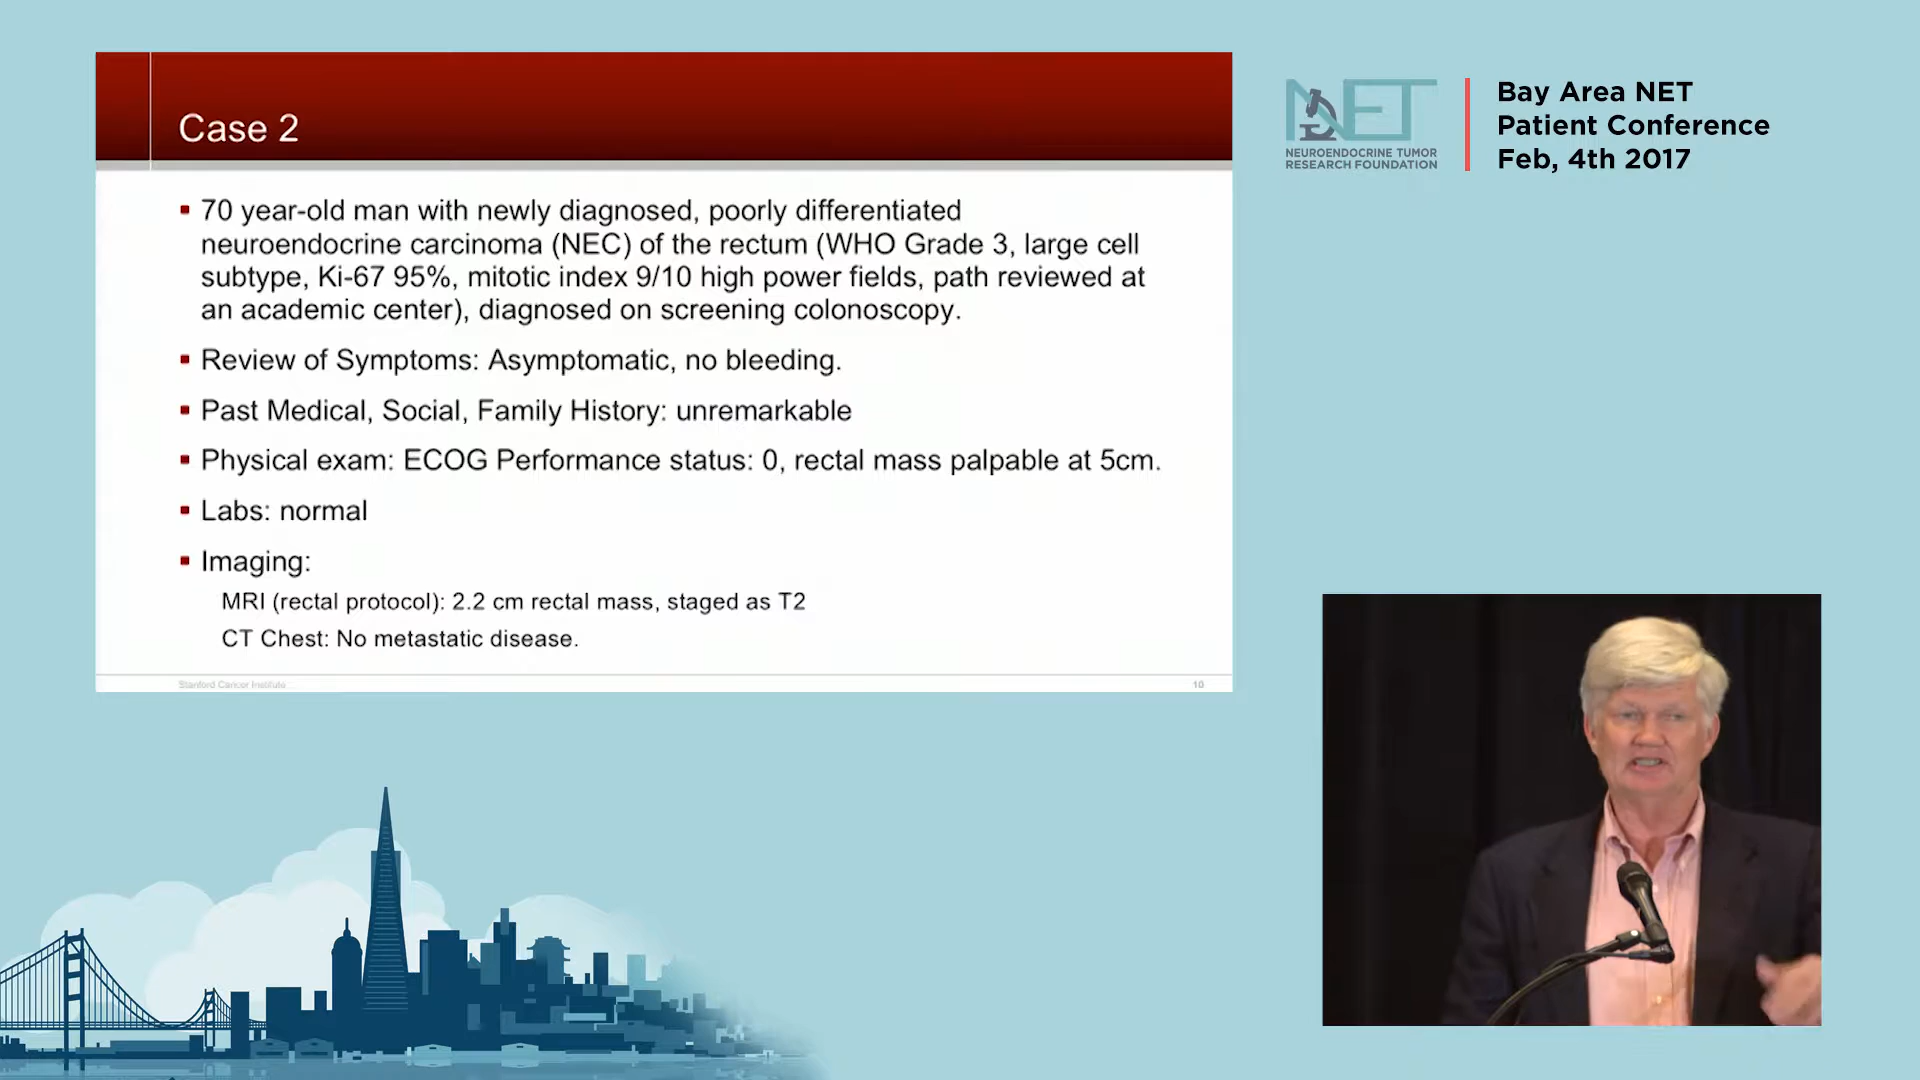 Case 2
70 year-old man with newly diagnosed, poorly differentiated
neuroendocrine carcinoma (NEC) of the rectum (WHO Grade 3, large cell
subtype, Ki-67 95%, mitotic index 9/10 high power fields, path reviewed at
an academic center), diagnosed on screening colonoscopy.
Review of Symptoms: Asymptomatic, no bleeding.
Past Medical, Social, Family History: unremarkable
Physical exam: ECOG Performance status: 0, rectal mass palpable at 5cm.
Labs: normal
Imaging:
MRI (rectal protocol): 2.2 cm rectal mass, staged as T2
CT Chest: No metastatic disease.
Stanford Cancer Institute
10
NET
NEUROENDOCRINE TUMOR
RESEARCH FOUNDATION
Bay Area NET
Patient Conference
Feb, 4th 2017